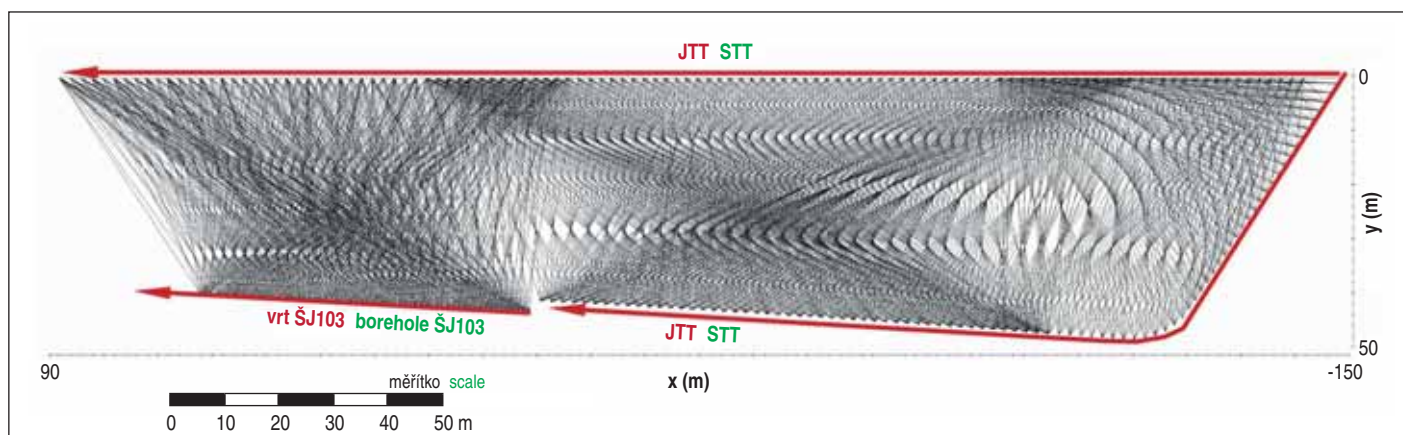 JTT STT
0
y (m)
vrt ŠJ103 borehole ŠJ103
JTT STT
50
90
x (m)
-150
měřítko scale
0 10 20 30 40 50 m